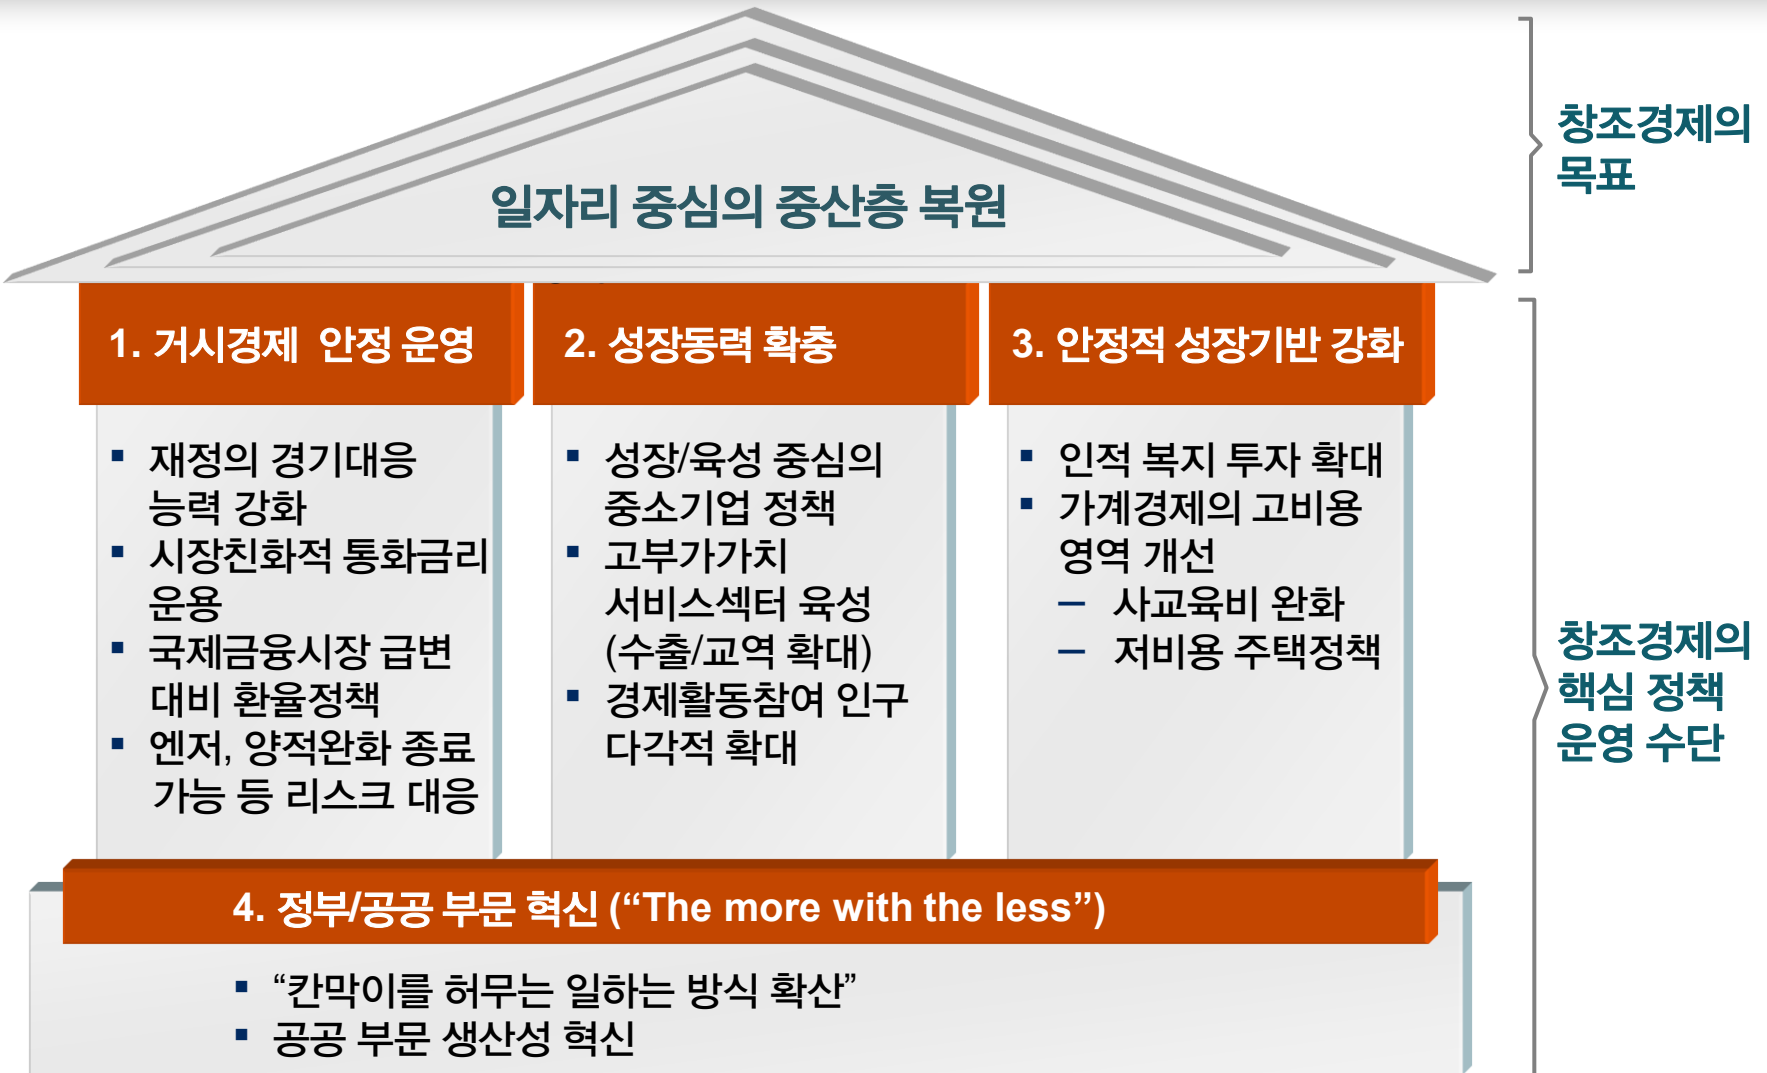 일자리 중심의 중산층 복원
창조경제의
목표
1. 거시경제 안정 운영
2. 성장동력 확충
3. 안정적 성장기반 강화
▪ 재정의 경기대응
능력 강화
▪ 시장친화적 통화금리
운용
▪ 국제금융시장 급변
대비 환율정책
▪ 엔저, 양적완화 종료
가능 등 리스크 대응
▪ 성장/육성 중심의
중소기업 정책
▪ 고부가가치
서비스섹터 육성
(수출/교역 확대)
▪ 경제활동참여 인구
다각적 확대
▪ 인적 복지 투자 확대
▪ 가계경제의 고비용
영역 개선
– 사교육비 완화
– 저비용 주택정책
창조경제의
핵심 정책
운영 수단
4. 정부/공공 부문 혁신 (“The more with the less”)
▪ “칸막이를 허무는 일하는 방식 확산”
▪ 공공 부문 생산성 혁신